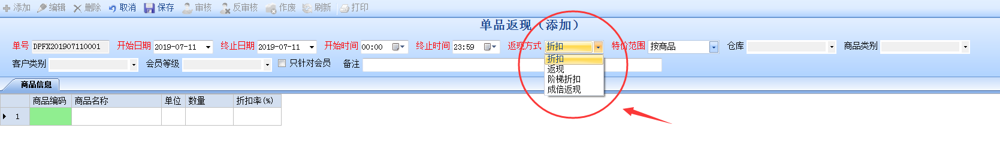 添加 编辑 删除 取消 保存 审核 反审核 作废 刷新 打印
单品返现（添加）
单号 DPFX201907110001 开始日期 2019-07-11 终止日期 2019-07-11 开始时间 00:00 终止时间 23:59 返现方式 折扣 特价范围 按商品 仓库 商品类别
折扣
返现
阶梯折扣
成倍返现
客户类别 会员等级 只针对会员 备注
商品信息
商品编码 商品名称 单位 数量 折扣率(%)
1